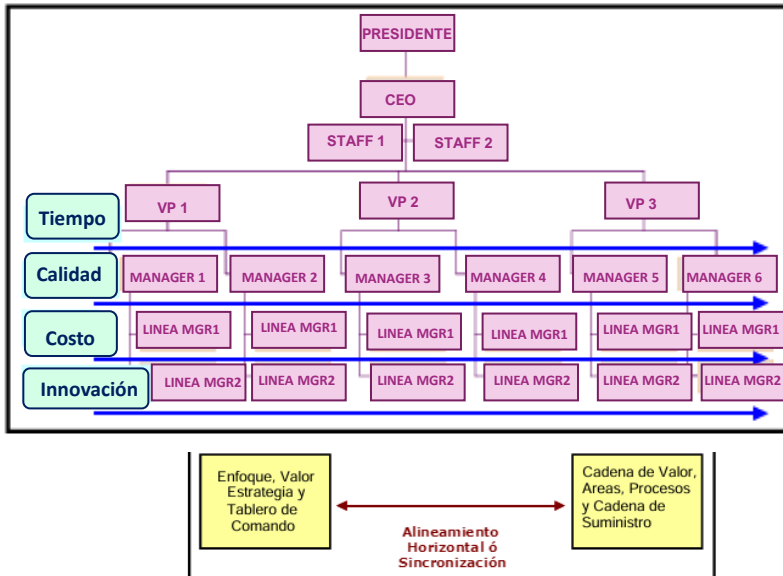 PRESIDENTE
CEO
STAFF 1
STAFF 2
VP 1
VP 2
VP 3
Tiempo
Calidad
MANAGER 1
MANAGER 2
MANAGER 3
MANAGER 4
MANAGER 5
MANAGER 6
Costo
LINEA MGR1
LINEA MGR1
LINEA MGR1
LINEA MGR1
LINEA MGR1
LINEA MGR1
Innovación
LINEA MGR2
LINEA MGR2
LINEA MGR2
LINEA MGR2
LINEA MGR2
LINEA MGR2
Enfoque, Valor
Estrategia y
Tablero de
Comando
Alineamiento
Horizontal ó
Sincronización
Cadena de Valor,
Areas, Procesos
y Cadena de
Suministro